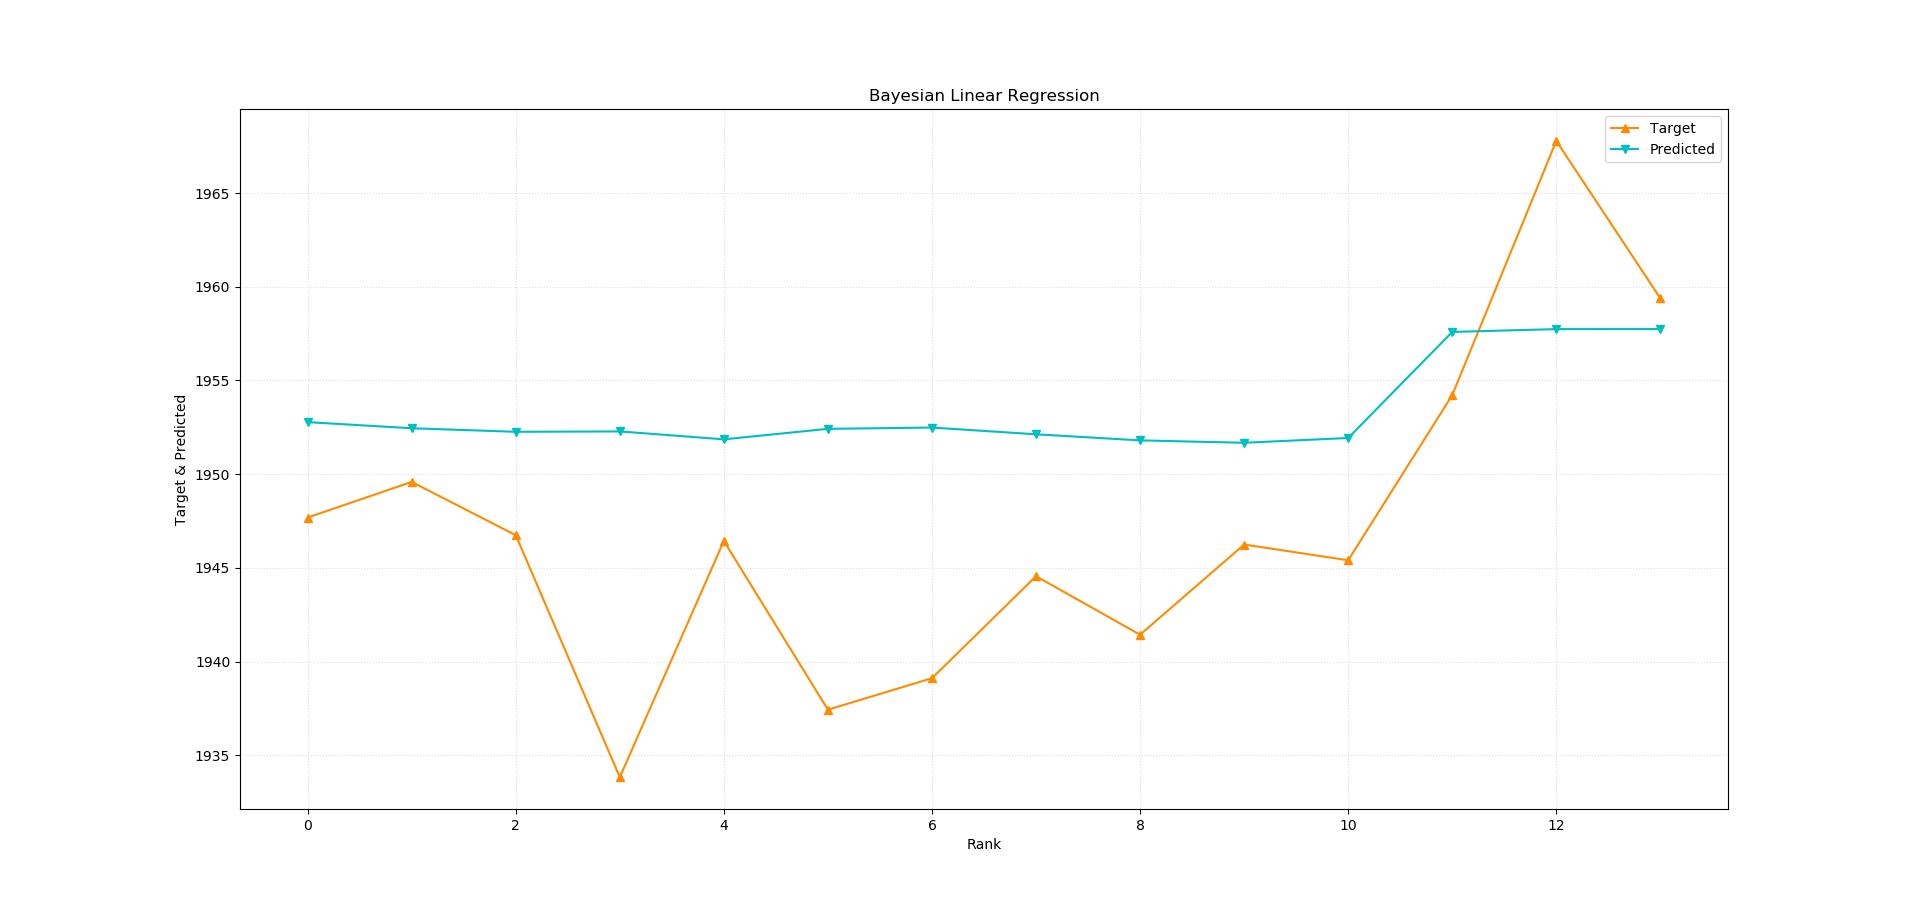 Bayesian Linear Regression
Target
Predicted
Target & Predicted
1965
1960
1955
1950
1945
1940
1935
0 2 4 6 8 10 12
Rank